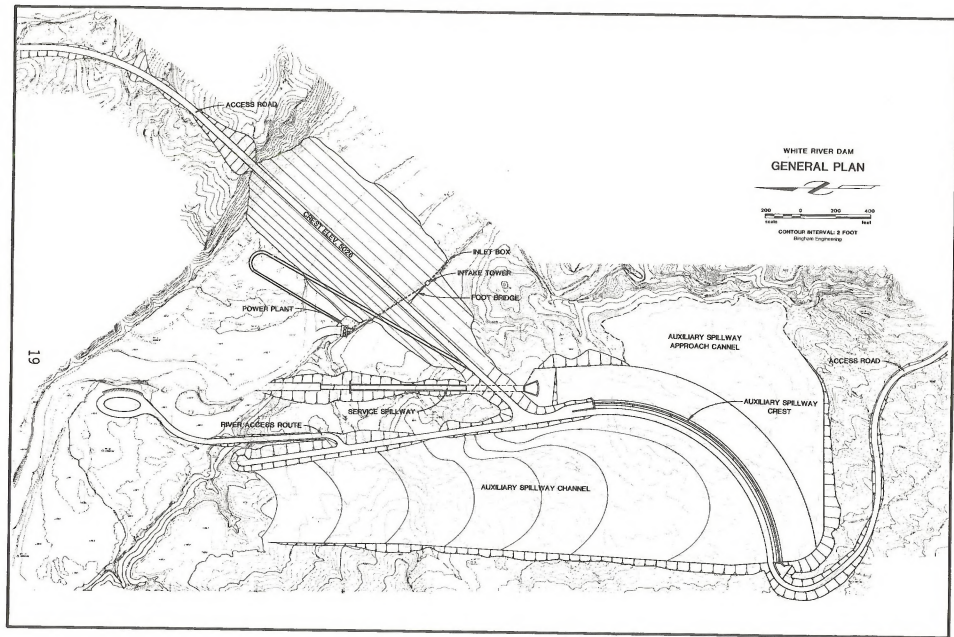 ACCESS ROAD
WHITE RIVER DAM
GENERAL PLAN
200 0 200 400
scale feet
CONTOUR INTERVAL: 2 FOOT
Bingham Engineering
CREST ELEV. 5029
INLET BOX
INTAKE TOWER
FOOT BRIDGE
POWER PLANT
AUXILIARY SPILLWAY
APPROACH CANNEL
ACCESS ROAD
19
AUXILIARY SPILLWAY
CREST
SERVICE SPILLWAY
RIVER ACCESS ROUTE
AUXILIARY SPILLWAY CHANNEL